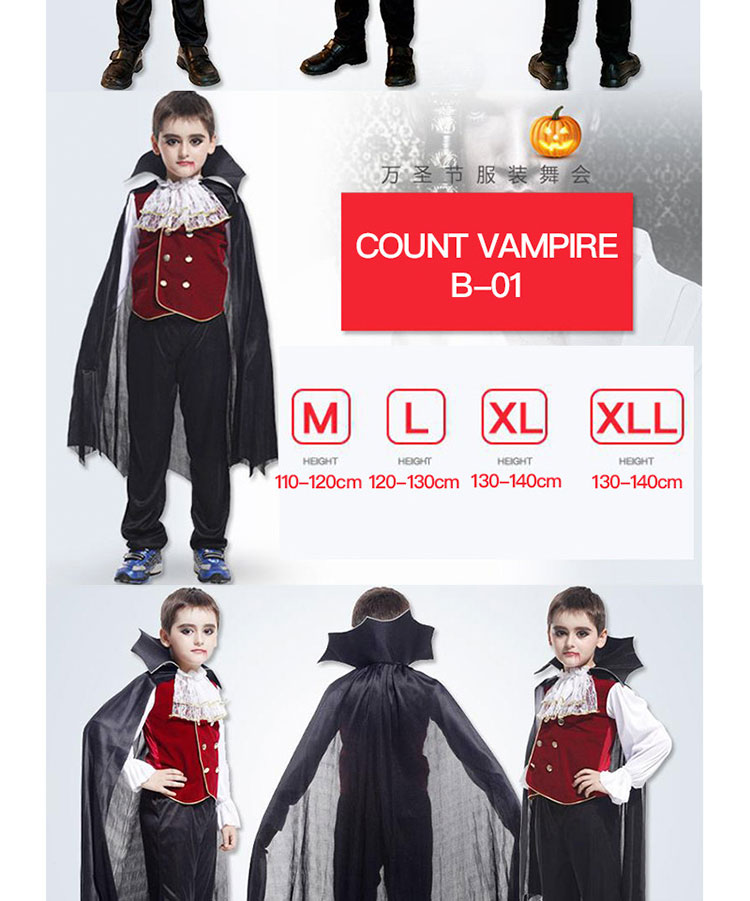 万圣节服装舞会
COUNT VAMPIRE
B-01
M L XL XLL
HEIGHT HEIGHT HEIGHT HEIGHT
110-120cm 120-130cm 130-140cm 130-140cm